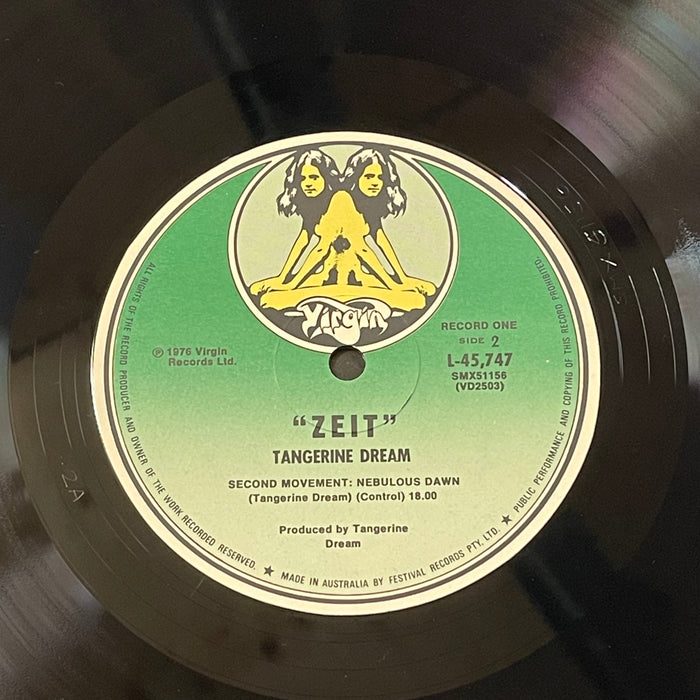 Virgin
RECORD ONE
SIDE 2
L-45,747
SMX51156
(VD2503)
℗ 1976 Virgin
Records Ltd.
"ZEIT"
TANGERINE DREAM
SECOND MOVEMENT: NEBULOUS DAWN
(Tangerine Dream) (Control) 18.00
Produced by Tangerine
Dream
ALL RIGHTS OF THE RECORD PRODUCER AND OWNER OF THE WORK RECORDED RESERVED. ★ MADE IN AUSTRALIA BY FESTIVAL RECORDS PTY. LTD. ★ PUBLIC PERFORMANCE AND COPYING OF THIS RECORD PROHIBITED.
2A